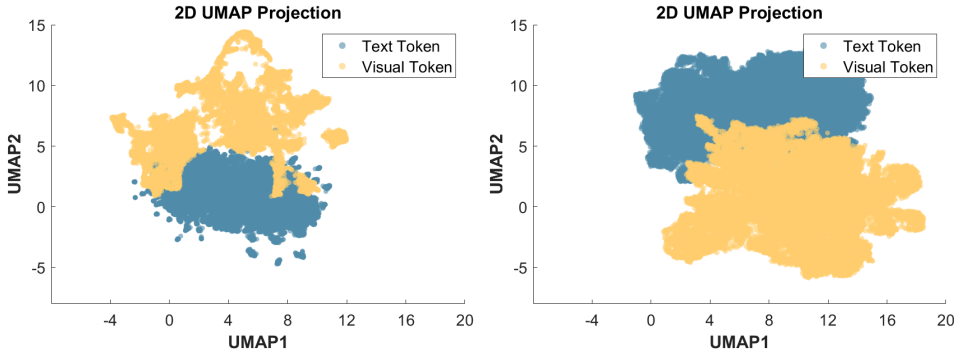 2D UMAP Projection
15
10
5
0
-5
UMAP2
-4 0 4 8 12 16 20
UMAP1
Text Token
Visual Token
2D UMAP Projection
15
10
5
0
-5
UMAP2
-4 0 4 8 12 16 20
UMAP1
Text Token
Visual Token